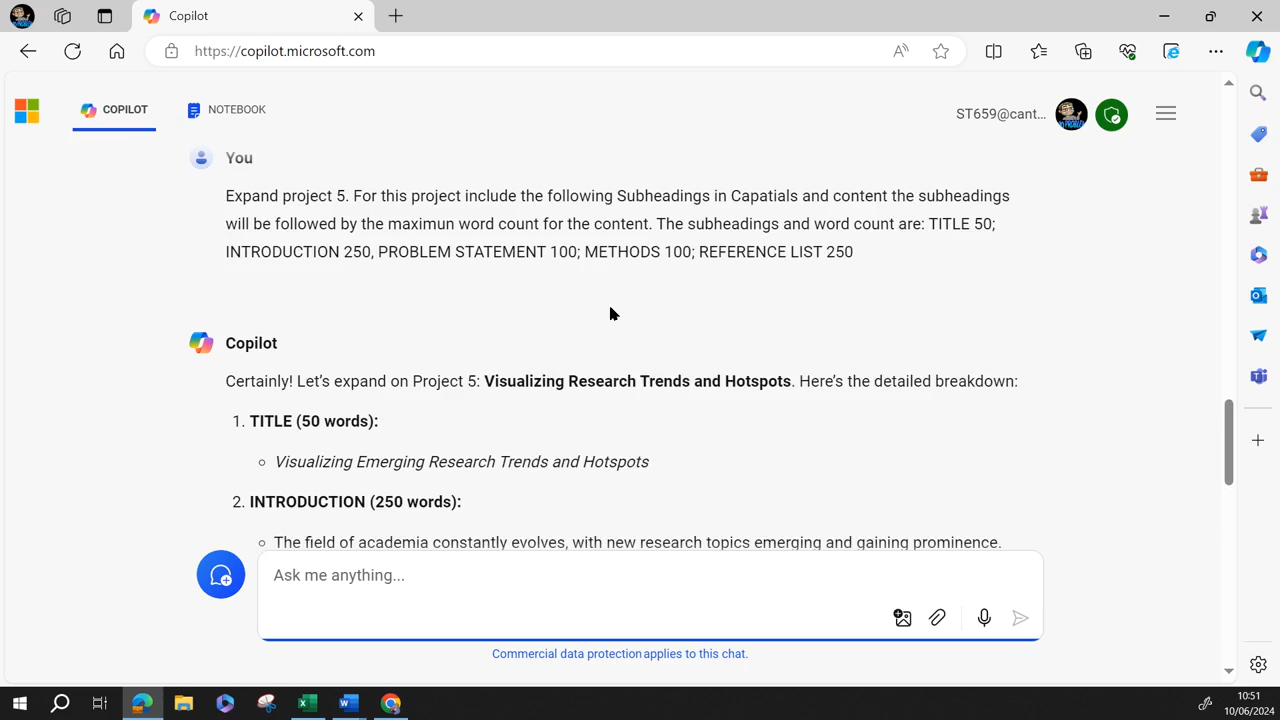 Copilot
https://copilot.microsoft.com
COPILOT
NOTEBOOK
ST659@cant...
You
Expand project 5. For this project include the following Subheadings in Capatials and content the subheadings
will be followed by the maximun word count for the content. The subheadings and word count are: TITLE 50;
INTRODUCTION 250, PROBLEM STATEMENT 100; METHODS 100; REFERENCE LIST 250
Copilot
Certainly! Let’s expand on Project 5: Visualizing Research Trends and Hotspots. Here’s the detailed breakdown:
1. TITLE (50 words):
Visualizing Emerging Research Trends and Hotspots
2. INTRODUCTION (250 words):
The field of academia constantly evolves, with new research topics emerging and gaining prominence.
Ask me anything...
Commercial data protection applies to this chat.
10:51
10/06/2024